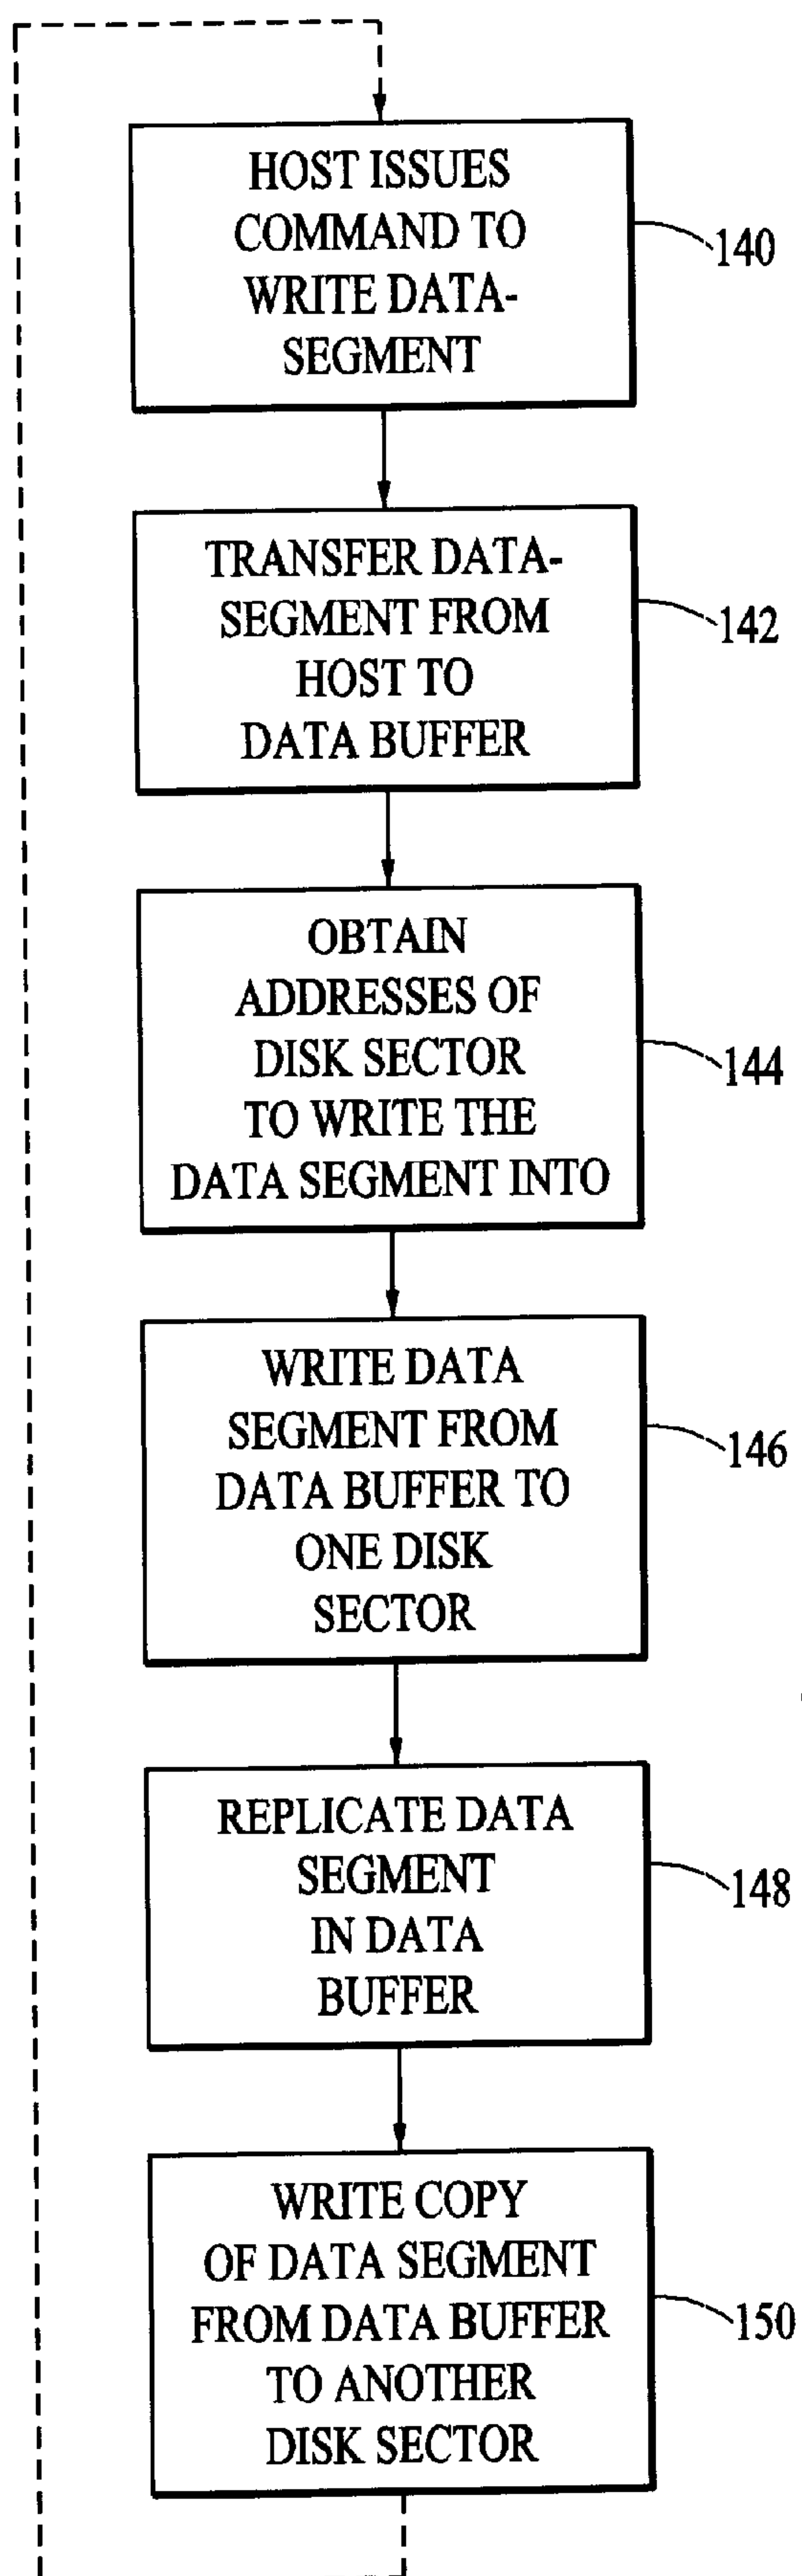 HOST ISSUES
COMMAND TO
WRITE DATA-
SEGMENT
140
TRANSFER DATA-
SEGMENT FROM
HOST TO
DATA BUFFER
142
OBTAIN
ADDRESSES OF
DISK SECTOR
TO WRITE THE
DATA SEGMENT INTO
144
WRITE DATA
SEGMENT FROM
DATA BUFFER TO
ONE DISK
SECTOR
146
REPLICATE DATA
SEGMENT
IN DATA
BUFFER
148
WRITE COPY
OF DATA SEGMENT
FROM DATA BUFFER
TO ANOTHER
DISK SECTOR
150